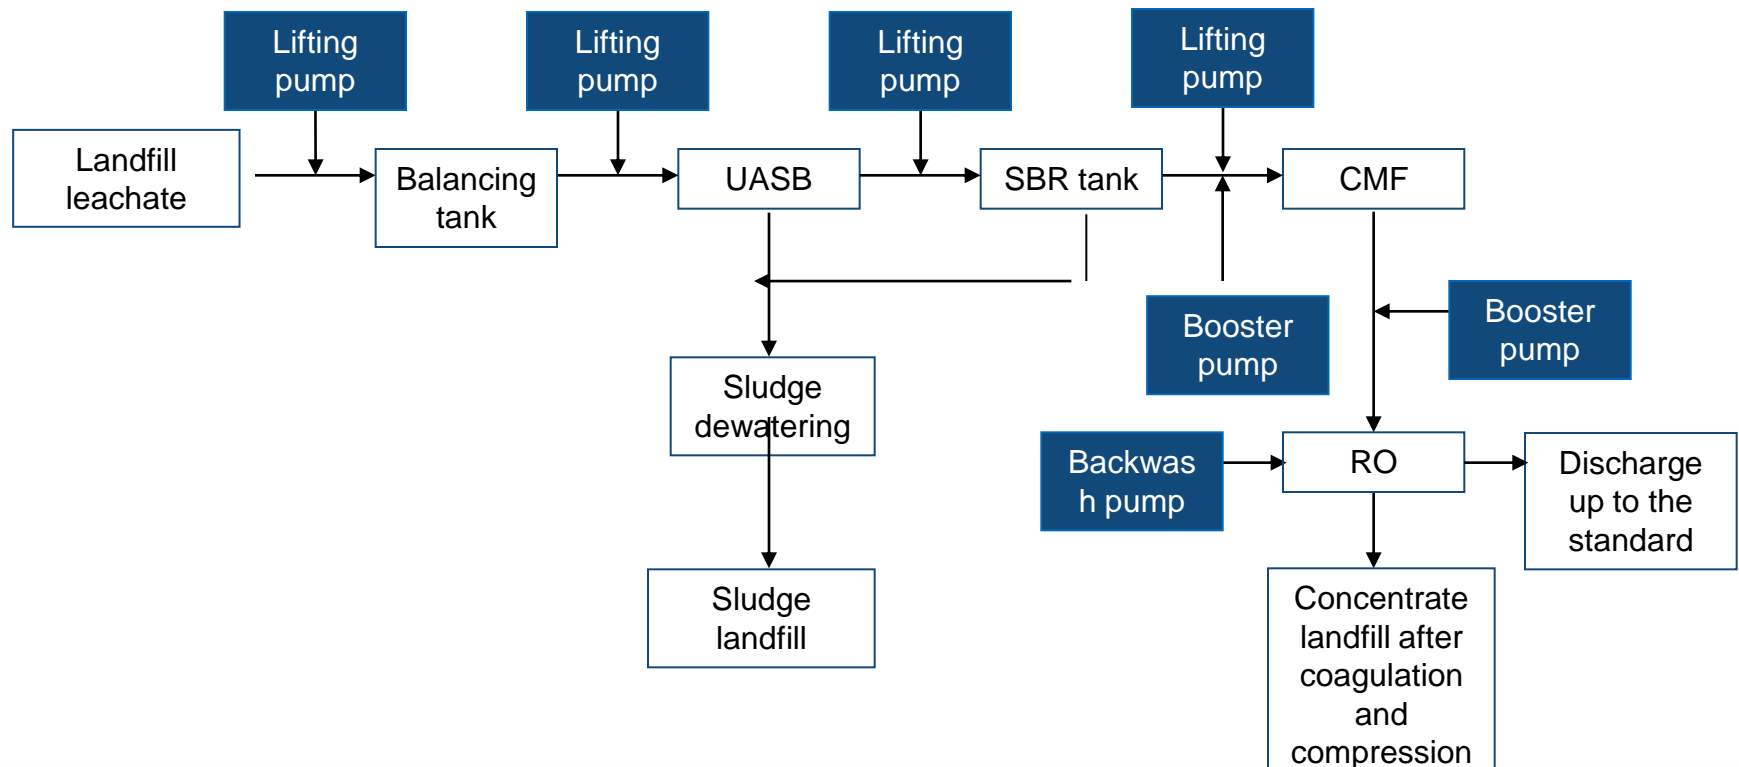 Lifting
pump
Lifting
pump
Lifting
pump
Lifting
pump
Landfill
leachate
Balancing
tank
UASB
SBR tank
CMF
Booster
pump
Booster
pump
Sludge
dewatering
Backwas
h pump
RO
Discharge
up to the
standard
Sludge
landfill
Concentrate
landfill after
coagulation
and
compression